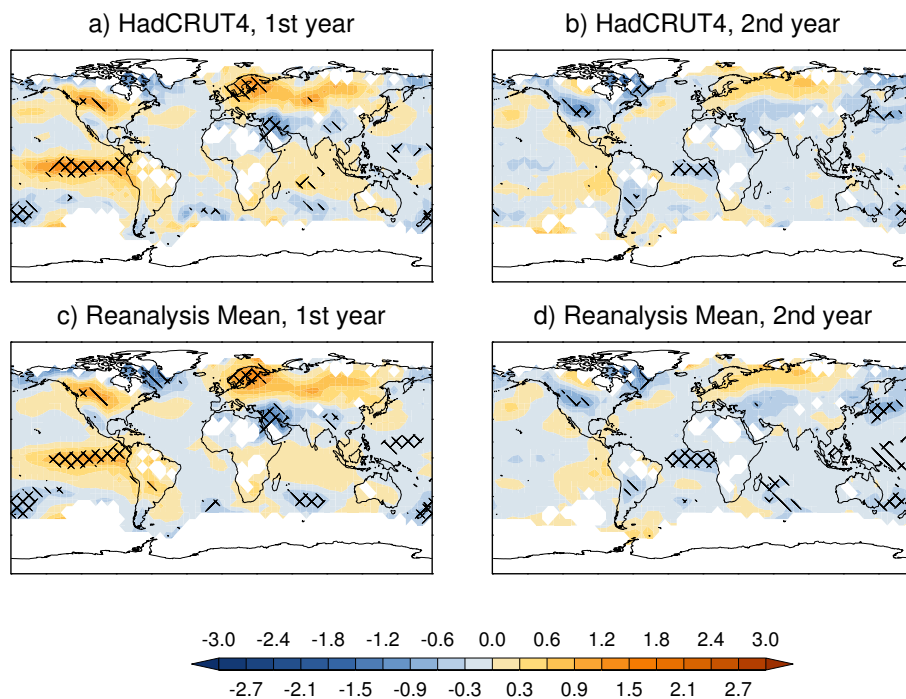 a) HadCRUT4, 1st year
b) HadCRUT4, 2nd year
c) Reanalysis Mean, 1st year
d) Reanalysis Mean, 2nd year
-3.0 -1.8 -1.2 -0.6 0.0 0.6 1.2 1.8 2.4 3.0
-2.7 -2.1 -1.5 -0.9 -0.3 0.3 0.9 1.5 2.1 2.7